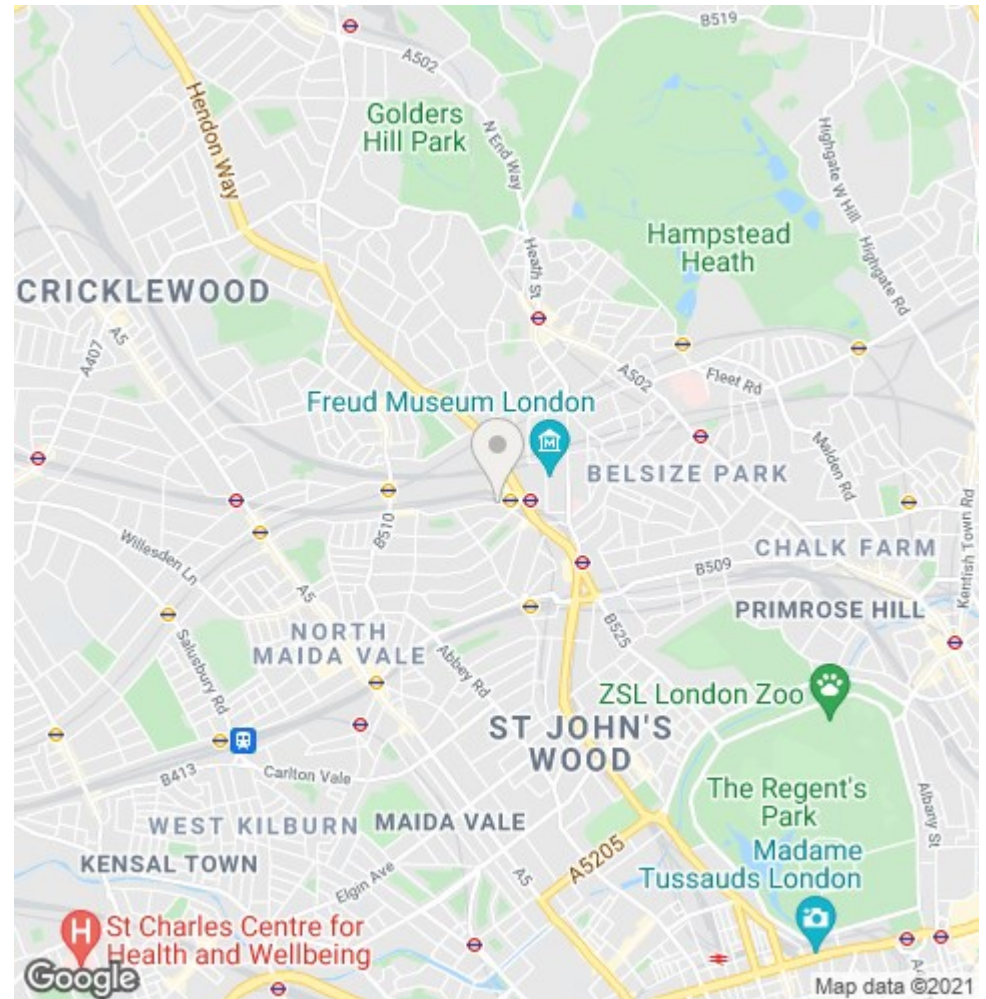 B519
A502
Hendon Way
Golders
Hill Park
N End Way
Highgate W Hill
Hampstead
Heath
Heath St
Highgate Rd
CRICKLEWOOD
A5
A407
A502
Fleet Rd
Freud Museum London
M
BELSIZE PARK
Malden Rd
B510
Willesden Ln
CHALK FARM
Kentish Town Rd
B509
A5
PRIMROSE HILL
B525
NORTH
MAIDA VALE
Salusbury Rd
Abbey Rd
ZSL London Zoo
ST JOHN'S
WOOD
B413
Carlton Vale
The Regent's
Park
Albany St
WEST KILBURN
MAIDA VALE
A5205
KENSAL TOWN
Elgin Ave
A5
Madame
Tussauds London
H
St Charles Centre for
Health and Wellbeing
Google
Map data ©2021